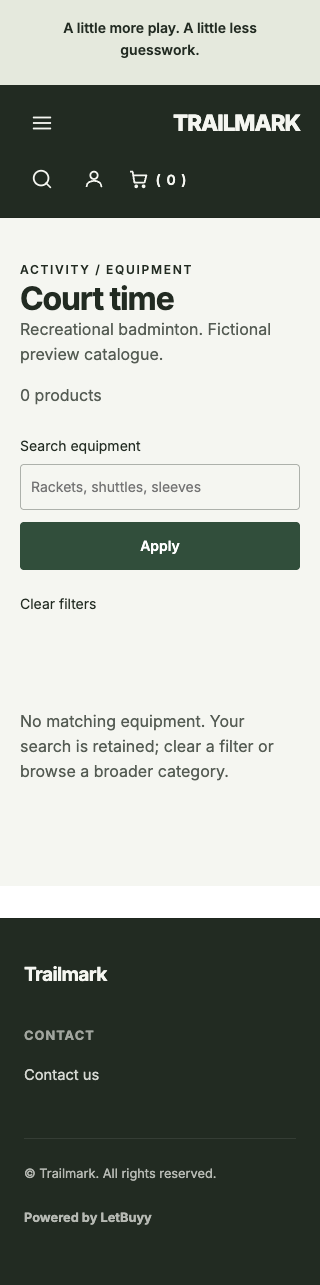 A little more play. A little less
guesswork.
TRAILMARK
( 0 )
ACTIVITY / EQUIPMENT
Court time
Recreational badminton. Fictional
preview catalogue.
0 products
Search equipment
Rackets, shuttles, sleeves
Apply
Clear filters
No matching equipment. Your
search is retained; clear a filter or
browse a broader category.
Trailmark
CONTACT
Contact us
© Trailmark. All rights reserved.
Powered by LetBuyy